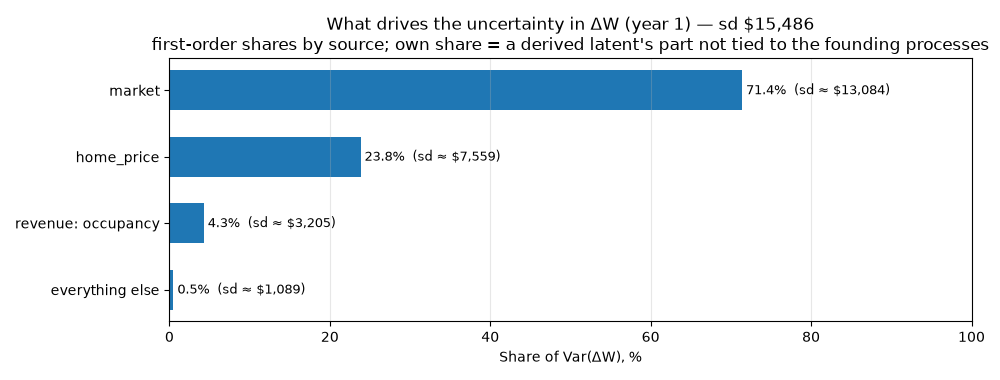 What drives the uncertainty in ΔW (year 1) — sd $15,486
first-order shares by source; own share = a derived latent's part not tied to the founding processes
market
71.4%  (sd ≈ $13,084)
home_price
23.8%  (sd ≈ $7,559)
revenue: occupancy
4.3%  (sd ≈ $3,205)
everything else
0.5%  (sd ≈ $1,089)
0 20 40 60 80 100
Share of Var(ΔW), %